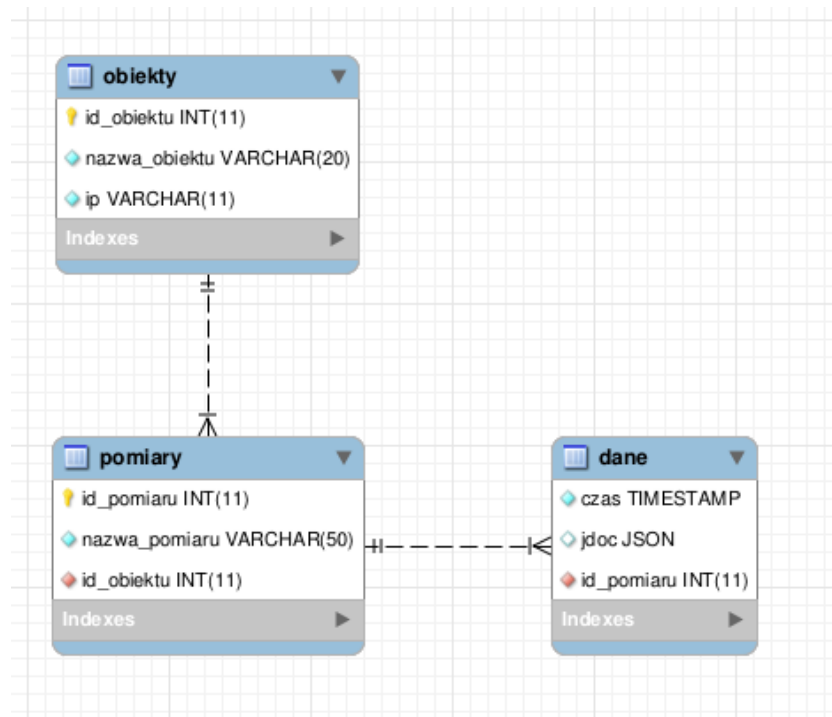 obiekty
id_obiektu INT(11)
nazwa_obiektu VARCHAR(20)
ip VARCHAR(11)
Indexes
pomiary
id_pomiaru INT(11)
nazwa_pomiaru VARCHAR(50)
id_obiektu INT(11)
Indexes
dane
czas TIMESTAMP
jdoc JSON
id_pomiaru INT(11)
Indexes